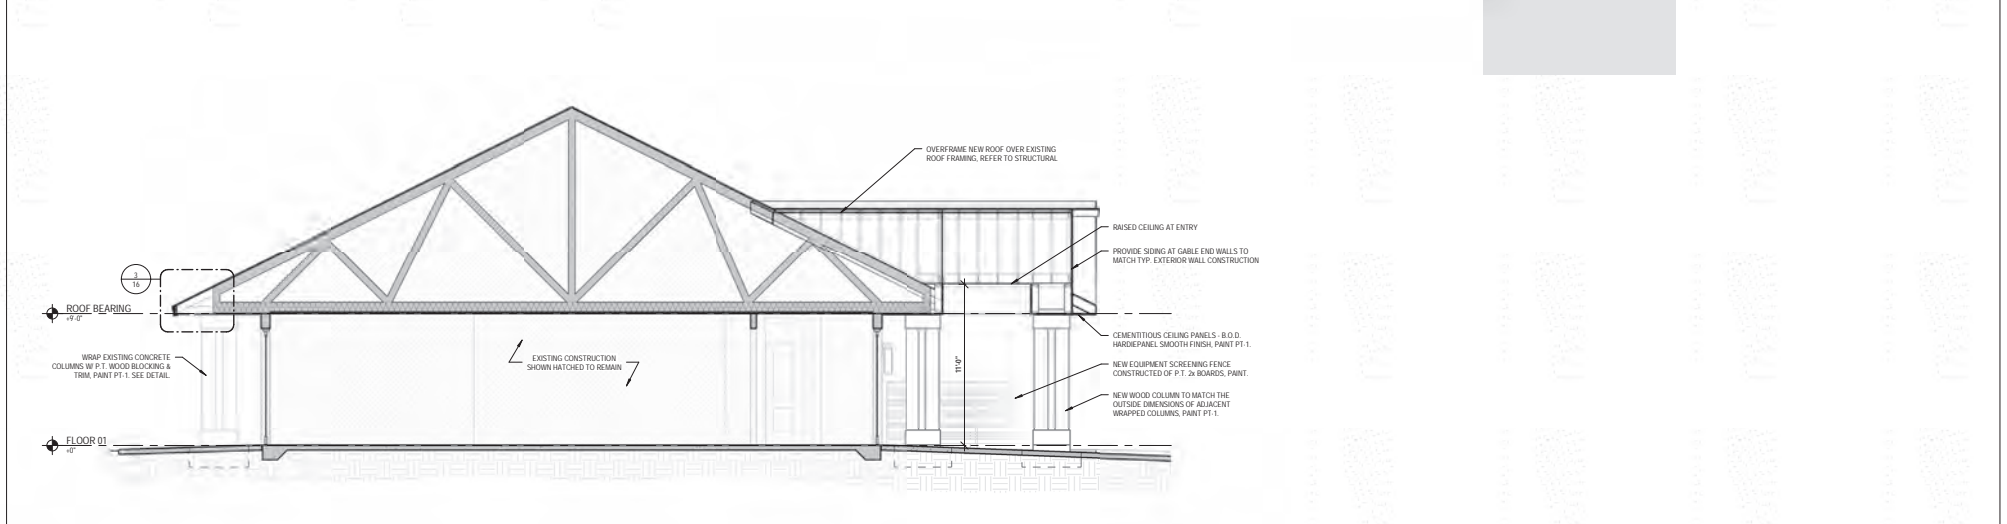 OVERFRAME NEW ROOF OVER EXISTING
ROOF FRAMING, REFER TO STRUCTURAL
RAISED CEILING AT ENTRY
PROVIDE SIDING AT GABLE END WALLS TO
MATCH TYP. EXTERIOR WALL CONSTRUCTION
3
16
ROOF BEARING
+9'-0"
CEMENTITIOUS CEILING PANELS - B.O.D.
HARDIEPANEL SMOOTH FINISH, PAINT PT-1.
WRAP EXISTING CONCRETE
COLUMNS W/ P.T. WOOD BLOCKING &
TRIM, PAINT PT-1. SEE DETAIL.
EXISTING CONSTRUCTION
SHOWN HATCHED TO REMAIN
11'-0"
NEW EQUIPMENT SCREENING FENCE
CONSTRUCTED OF P.T. 2x BOARDS, PAINT.
NEW WOOD COLUMN TO MATCH THE
OUTSIDE DIMENSIONS OF ADJACENT
WRAPPED COLUMNS, PAINT PT-1.
FLOOR 01
+0"